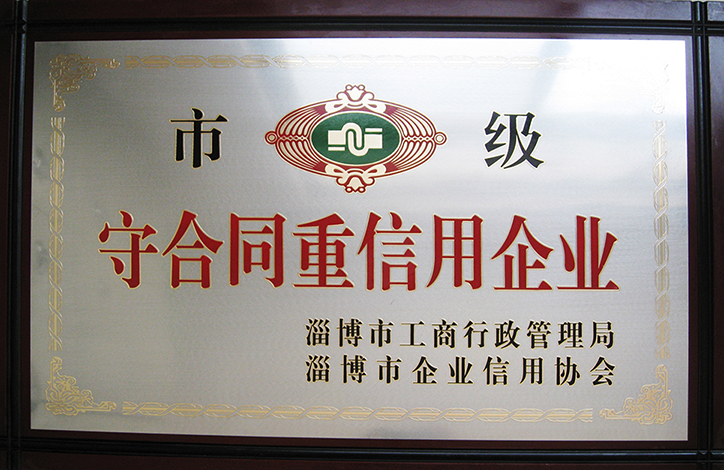 市 级
守合同重信用企业
淄博市工商行政管理局
淄博市企业信用协会